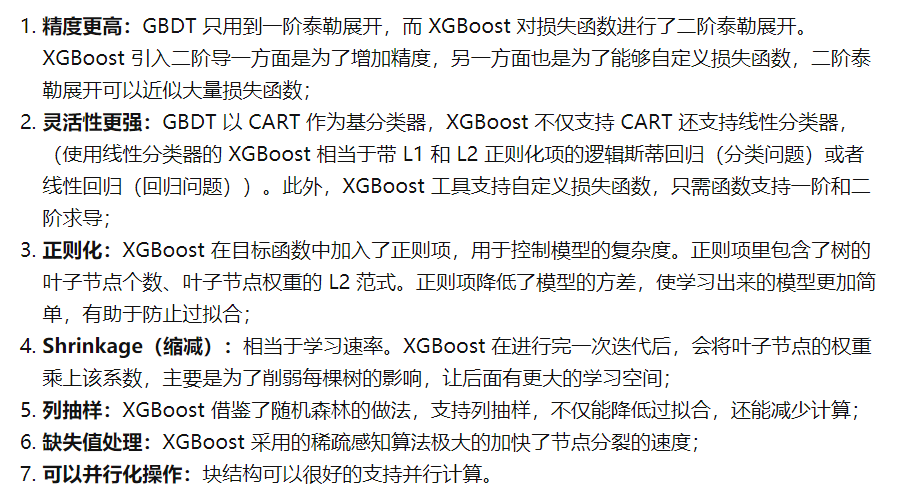 1. 精度更高：GBDT 只用到一阶泰勒展开，而 XGBoost 对损失函数进行了二阶泰勒展开。
XGBoost 引入二阶导一方面是为了增加精度，另一方面也是为了能够自定义损失函数，二阶泰
勒展开可以近似大量损失函数；
2. 灵活性更强：GBDT 以 CART 作为基分类器，XGBoost 不仅支持 CART 还支持线性分类器，
（使用线性分类器的 XGBoost 相当于带 L1 和 L2 正则化项的逻辑斯蒂回归（分类问题）或者
线性回归（回归问题））。此外，XGBoost 工具支持自定义损失函数，只需函数支持一阶和二
阶求导；
3. 正则化：XGBoost 在目标函数中加入了正则项，用于控制模型的复杂度。正则项里包含了树的
叶子节点个数、叶子节点权重的 L2 范式。正则项降低了模型的方差，使学习出来的模型更加简
单，有助于防止过拟合；
4. Shrinkage（缩减）：相当于学习速率。XGBoost 在进行完一次迭代后，会将叶子节点的权重
乘上该系数，主要是为了削弱每棵树的影响，让后面有更大的学习空间；
5. 列抽样：XGBoost 借鉴了随机森林的做法，支持列抽样，不仅能降低过拟合，还能减少计算；
6. 缺失值处理：XGBoost 采用的稀疏感知算法极大的加快了节点分裂的速度；
7. 可以并行化操作：块结构可以很好的支持并行计算。